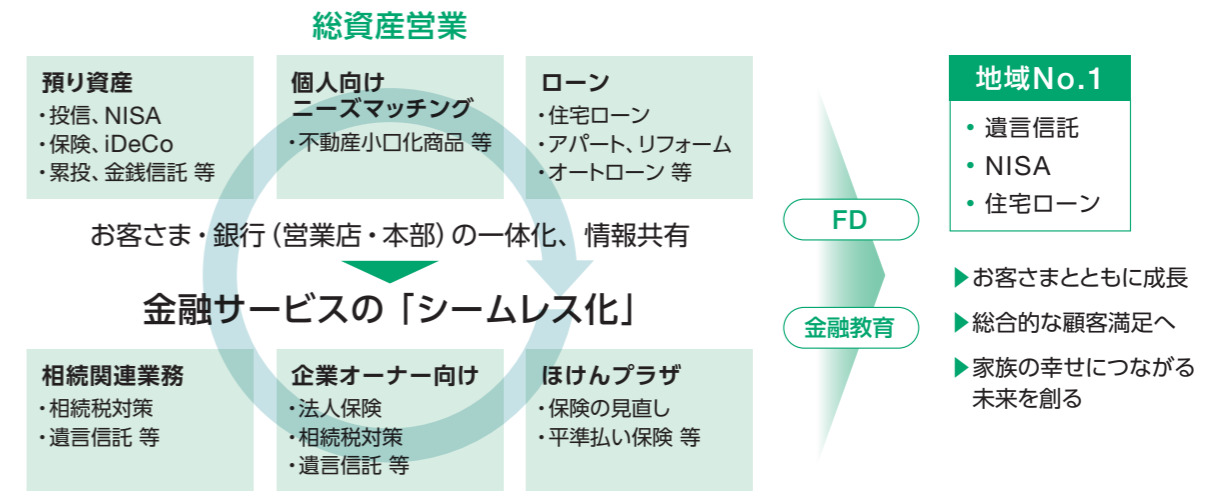 総資産営業
預り資産
・投信、NISA
・保険、iDeCo
・累投、金銭信託 等
個人向け
ニーズマッチング
・不動産小口化商品 等
ローン
・住宅ローン
・アパート、リフォーム
・オートローン 等
お客さま・銀行（営業店・本部）の一体化、情報共有
金融サービスの「シームレス化」
相続関連業務
・相続税対策
・遺言信託 等
企業オーナー向け
・法人保険
・相続税対策
・遺言信託 等
ほけんプラザ
・保険の見直し
・平準払い保険 等
FD
金融教育
地域No.1
• 遺言信託
• NISA
• 住宅ローン
▶お客さまとともに成長
▶総合的な顧客満足へ
▶家族の幸せにつながる
未来を創る